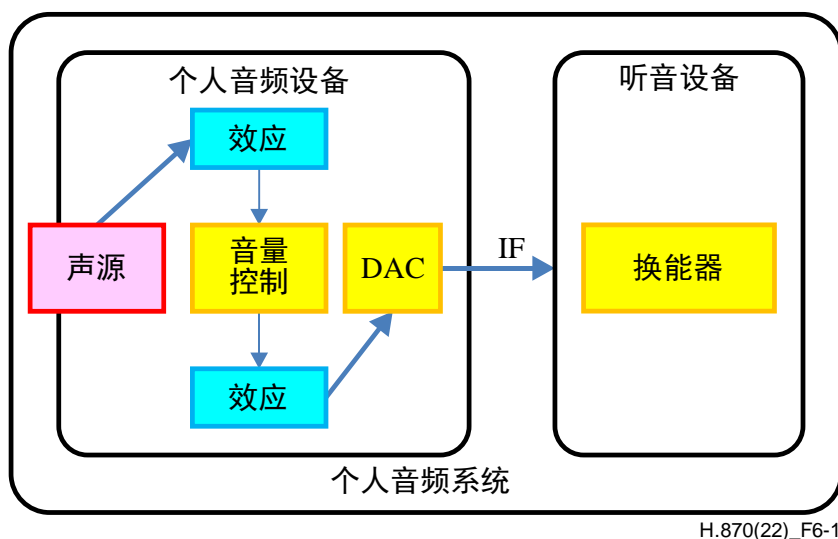 个人音频设备
听音设备
效应
声源
音量
控制
DAC
IF
换能器
效应
个人音频系统
H.870(22)_F6-1